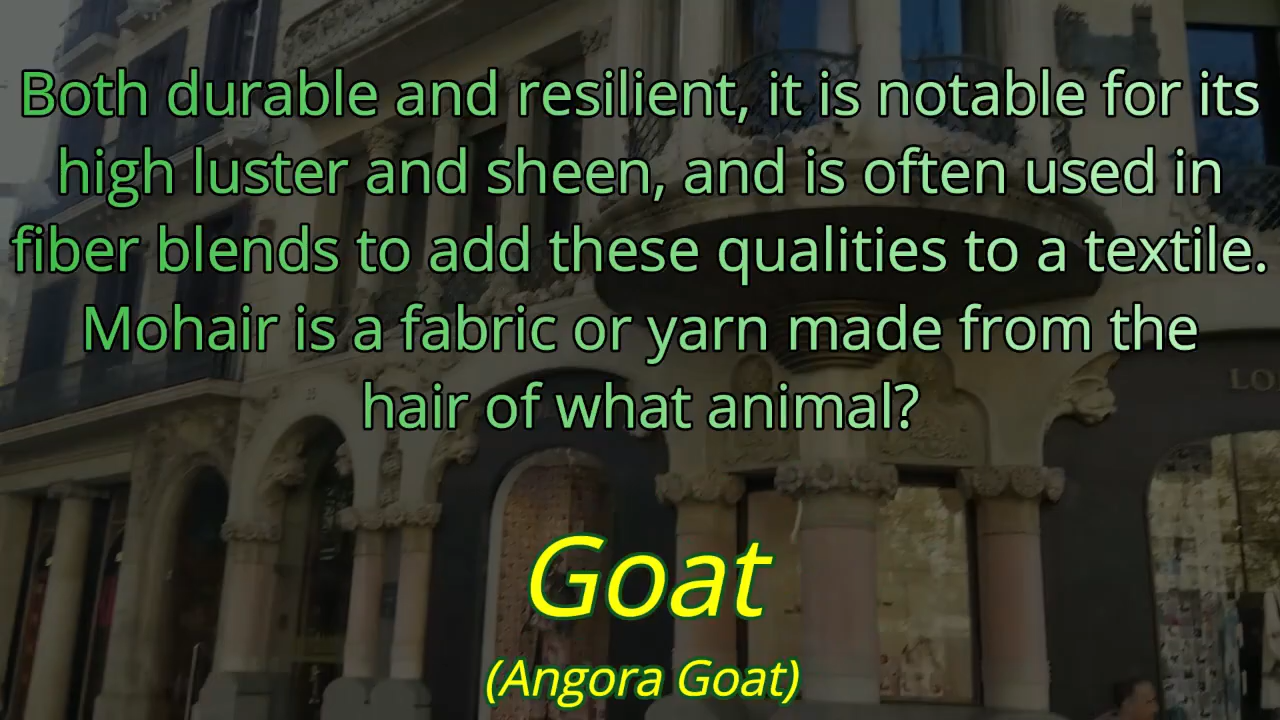 Both durable and resilient, it is notable for its
high luster and sheen, and is often used in
fiber blends to add these qualities to a textile.
Mohair is a fabric or yarn made from the
hair of what animal?
Goat
(Angora Goat)